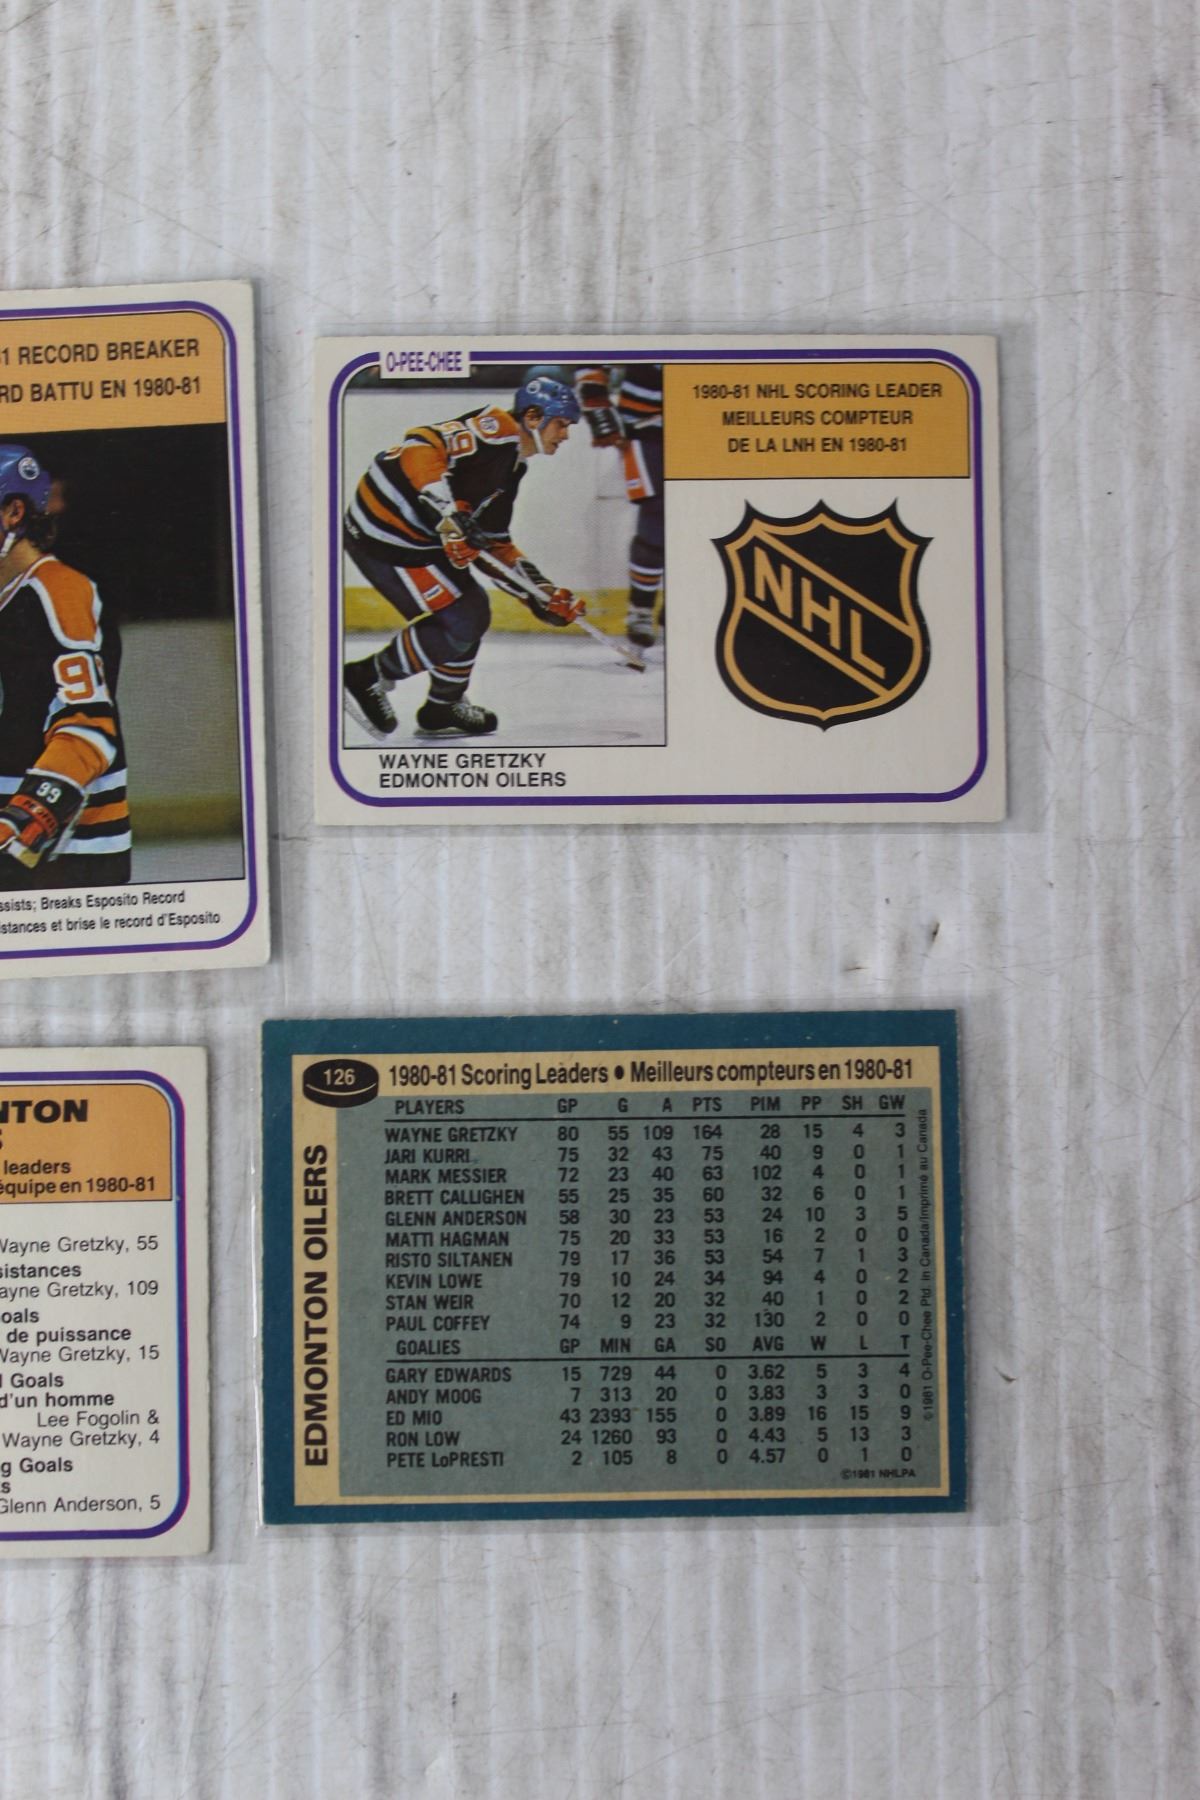 1 RECORD BREAKER
RD BATTU EN 1980-81
9
99
Breaks Esposito Record
et brise le record d'Esposito
O-PEE-CHEE
1980-81 NHL SCORING LEADER
MEILLEURS COMPTEUR
DE LA LNH EN 1980-81
99
NHL
WAYNE GRETZKY
EDMONTON OILERS
NTON
S
leaders
équipe en 1980-81
Wayne Gretzky, 55
sistances
ayne Gretzky, 109
oals
de puissance
Wayne Gretzky, 15
d Goals
d'un homme
Lee Fogolin &
Wayne Gretzky, 4
g Goals
s
Glenn Anderson, 5
126
1980-81 Scoring Leaders • Meilleurs compteurs en 1980-81
EDMONTON OILERS
PLAYERS GP G A PTS PIM PP SH GW
WAYNE GRETZKY 80 55 109 164 28 15 4 3
JARI KURRI 75 32 43 75 40 9 0 1
MARK MESSIER 72 23 40 63 102 4 0 1
BRETT CALLIGHEN 55 25 35 60 32 6 0 1
GLENN ANDERSON 58 30 23 53 24 10 3 5
MATTI HAGMAN 75 20 33 53 16 2 0 0
RISTO SILTANEN 79 17 36 53 54 7 1 3
KEVIN LOWE 79 10 24 34 94 4 0 2
STAN WEIR 70 12 20 32 40 1 0 2
PAUL COFFEY 74 9 23 32 130 2 0 0
GOALIES GP MIN GA SO AVG W L T
GARY EDWARDS 15 729 44 0 3.62 5 3 4
ANDY MOOG 7 313 20 0 3.83 3 3 0
ED MIO 43 2393 155 0 3.89 16 15 9
RON LOW 24 1260 93 0 4.43 5 13 3
PETE LoPRESTI 2 105 8 0 4.57 0 1 0
©1981 NHLPA
©1981 O-Pee-Chee Ptd. in Canada/Imprimé au Canada